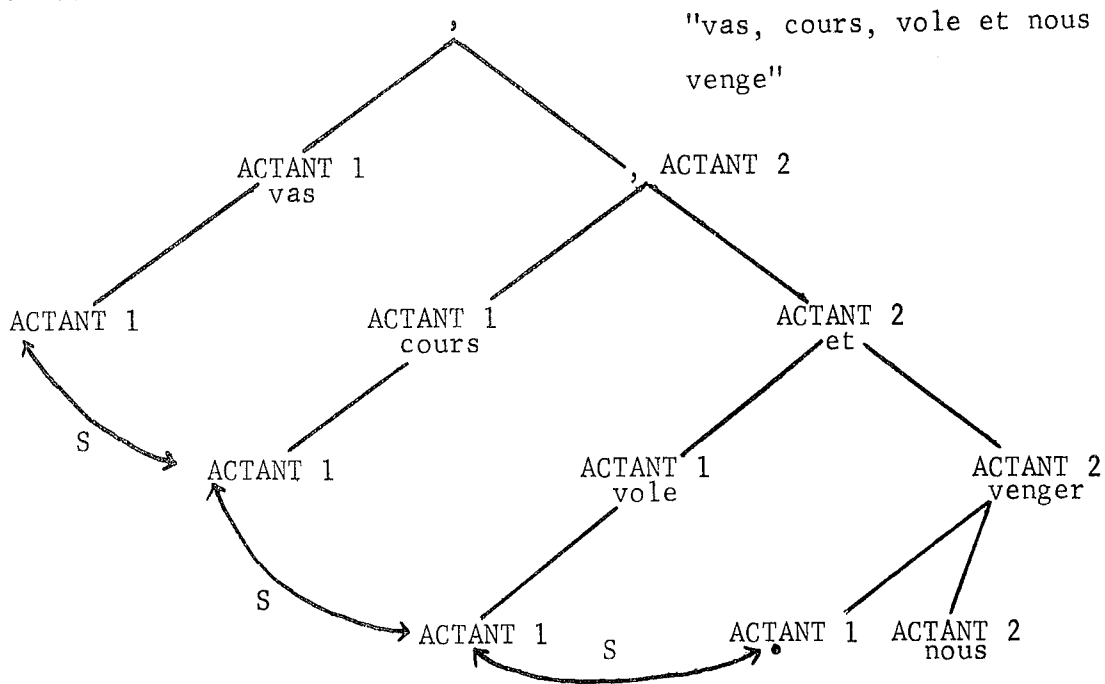 ,
"vas, cours, vole et nous
venge"
ACTANT 1
vas
, ACTANT 2
ACTANT 1
ACTANT 1
cours
ACTANT 2
et
S
ACTANT 1
ACTANT 1
vole
ACTANT 2
venger
S
ACTANT 1
S
ACTANT 1
ACTANT 2
nous